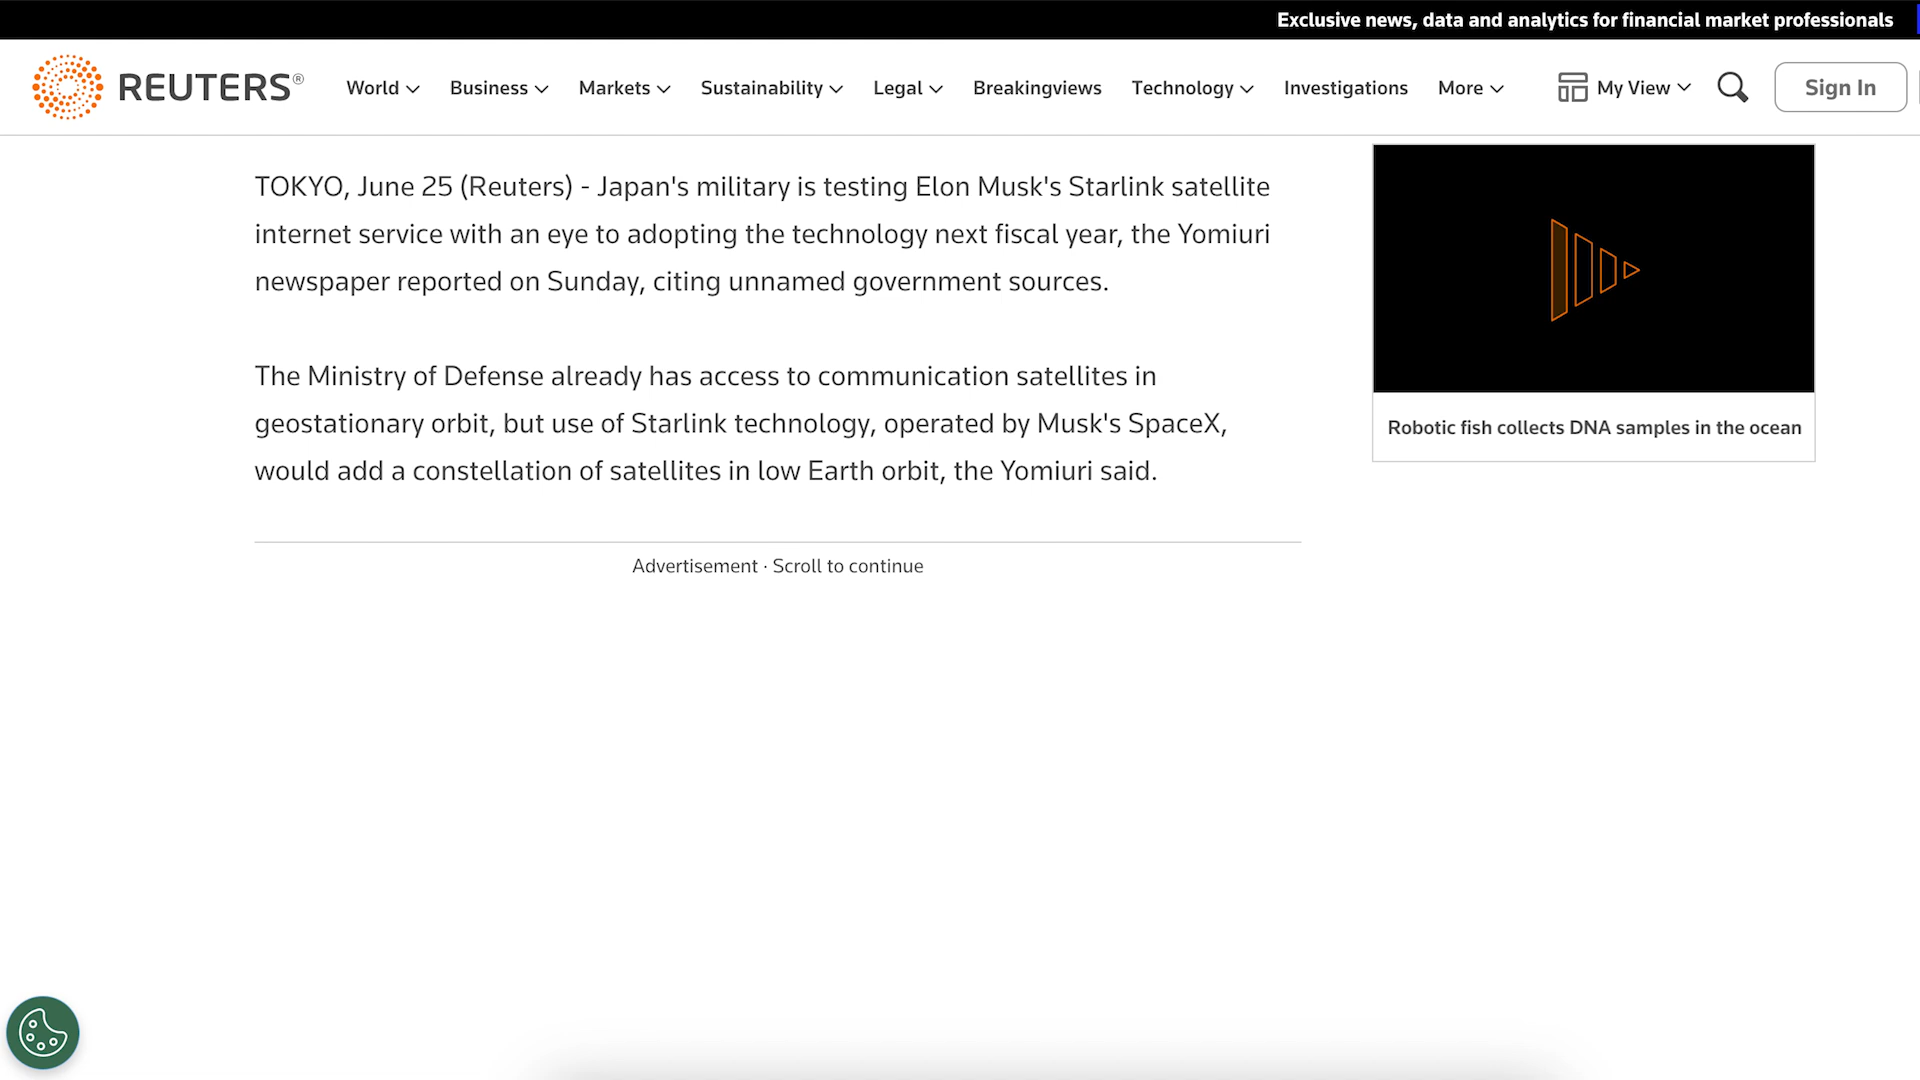 Exclusive news, data and analytics for financial market professionals
REUTERS®
World
Business
Markets
Sustainability
Legal
Breakingviews
Technology
Investigations
More
My View
Sign In
TOKYO, June 25 (Reuters) - Japan's military is testing Elon Musk's Starlink satellite
internet service with an eye to adopting the technology next fiscal year, the Yomiuri
newspaper reported on Sunday, citing unnamed government sources.
The Ministry of Defense already has access to communication satellites in
geostationary orbit, but use of Starlink technology, operated by Musk's SpaceX,
would add a constellation of satellites in low Earth orbit, the Yomiuri said.
Advertisement · Scroll to continue
Robotic fish collects DNA samples in the ocean